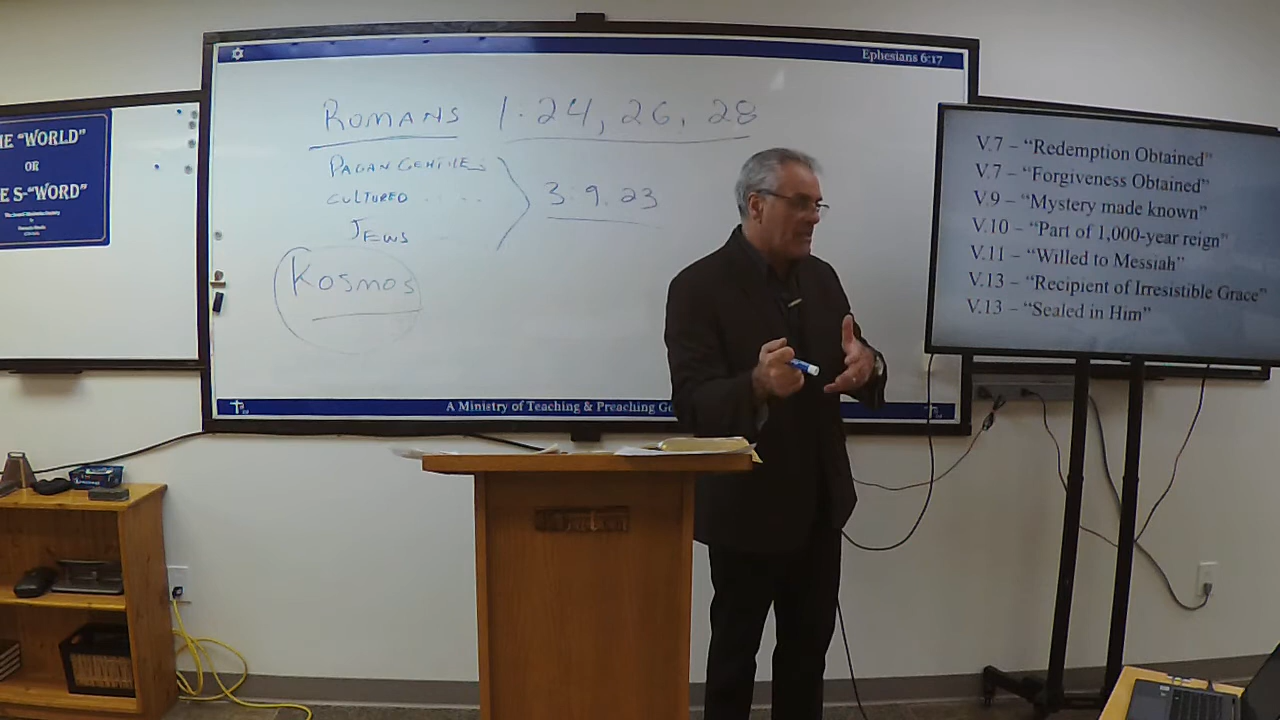 HE "WORLD"
OR
E S-"WORD"
Ephesians 6:17
ROMANS 1:24, 26, 28
PAGAN GENTILES
CULTURED . . . .
JEWS
3:9,23
Kosmos
A Ministry of Teaching & Preaching Go
V.7 – "Redemption Obtained"
V.7 – "Forgiveness Obtained"
V.9 – "Mystery made known"
V.10 – "Part of 1,000-year reign"
V.11 – "Willed to Messiah"
V.13 – "Recipient of Irresistible Grace"
V.13 – "Sealed in Him"